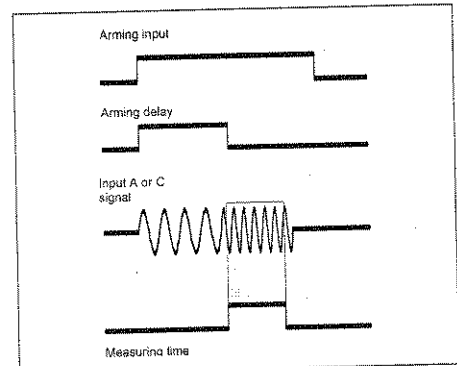 Arming input
Arming delay
Input A or C
signal
Measuring time